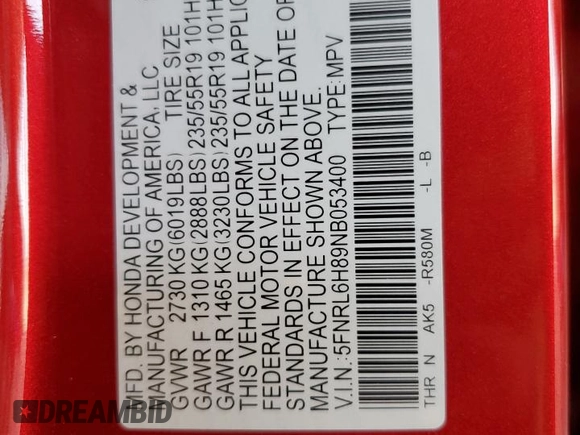 MFD. BY HONDA DEVELOPMENT &
MANUFACTURING OF AMERICA, LLC
GVWR 2730 KG(6019LBS) TIRE SIZE
GAWR F 1310 KG(2888LBS)235/55R19 101H
GAWR R 1465 KG(3230LBS)235/55R19 101H
THIS VEHICLE CONFORMS TO ALL APPLIC
FEDERAL MOTOR VEHICLE SAFETY
STANDARDS IN EFFECT ON THE DATE OF
MANUFACTURE SHOWN ABOVE.
V.I.N.:5FNRL6H89NB053400 TYPE:MPV
THR N AK5 -R580M -L -B
DREAMBID